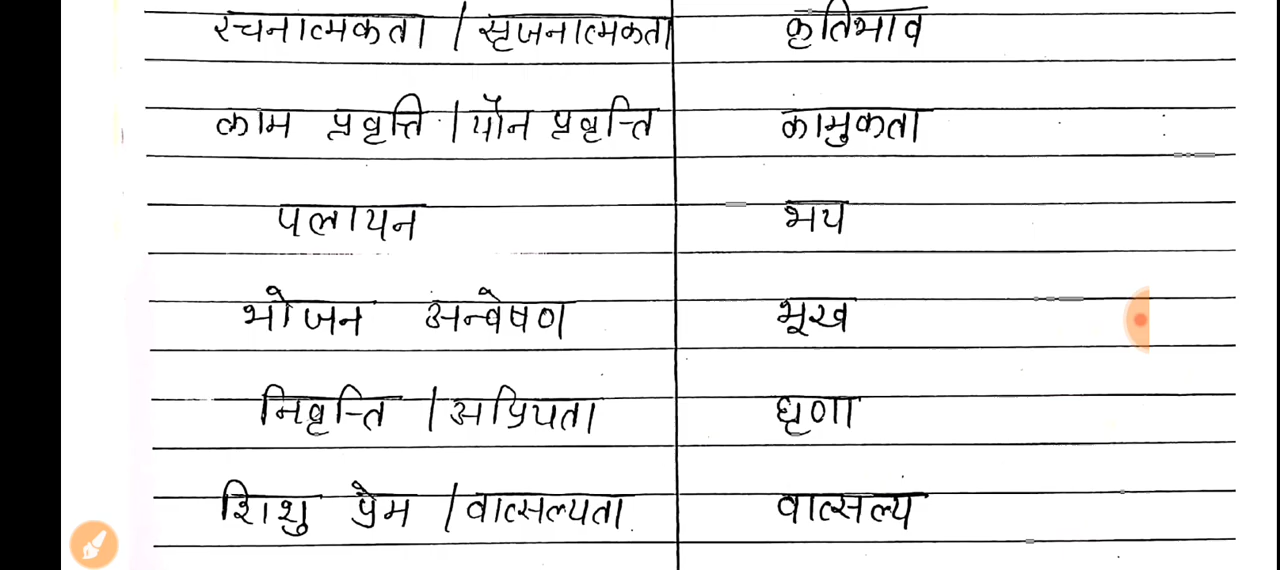 रचनात्मकता / सृजनात्मकता कृतिभाव
काम प्रवृत्ति / यौन प्रवृत्ति कामुकता
पलायन भय
भोजन अन्वेषण भूख
निवृत्ति / अप्रियता घृणा
शिशु प्रेम / वात्सल्यता वात्सल्य